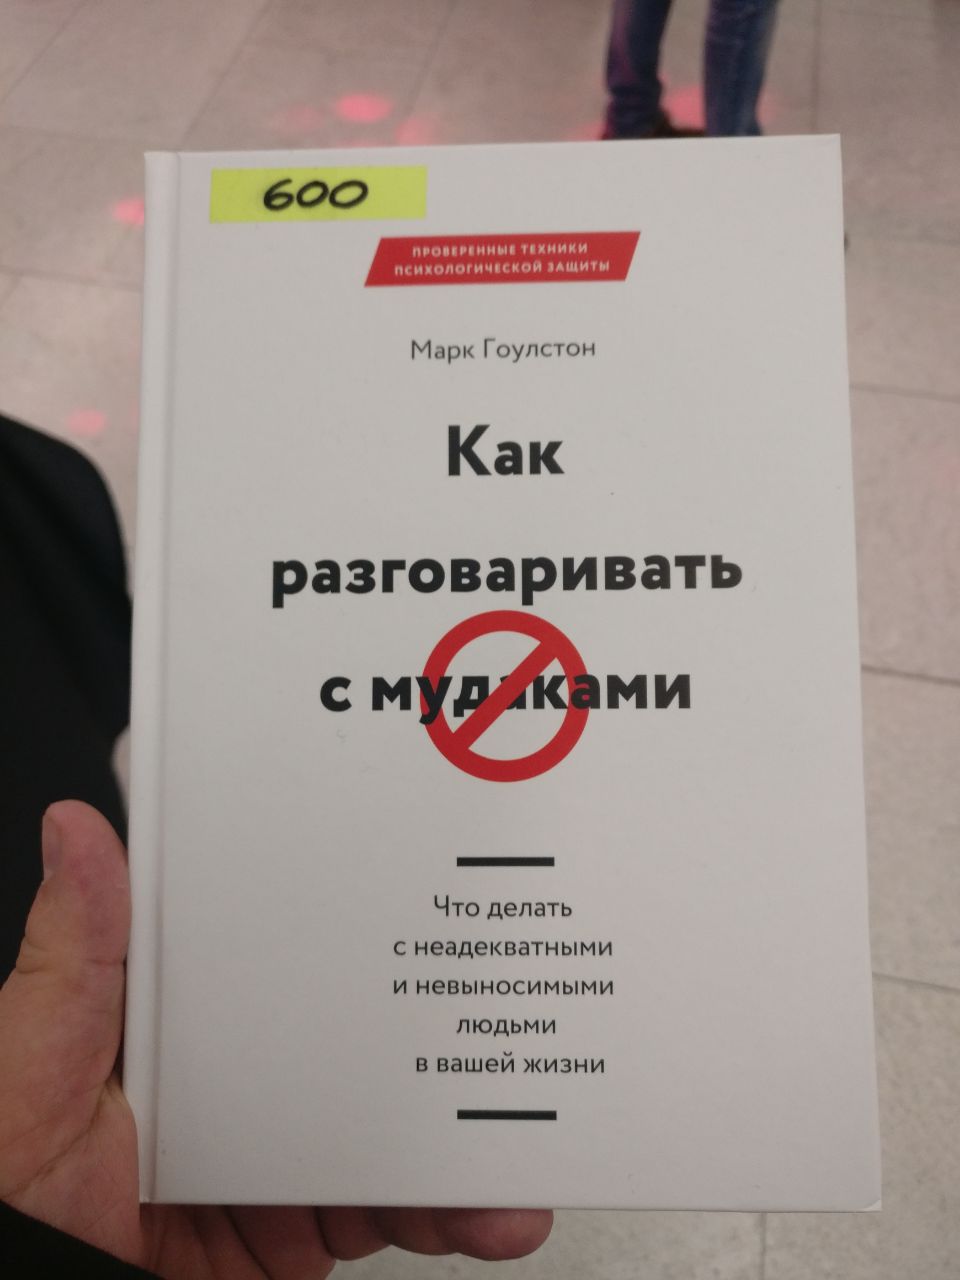 600
ПРОВЕРЕННЫЕ ТЕХНИКИ
ПСИХОЛОГИЧЕСКОЙ ЗАЩИТЫ
Марк Гоулстон
Как
разговаривать
с мудаками
Что делать
с неадекватными
и невыносимыми
людьми
в вашей жизни